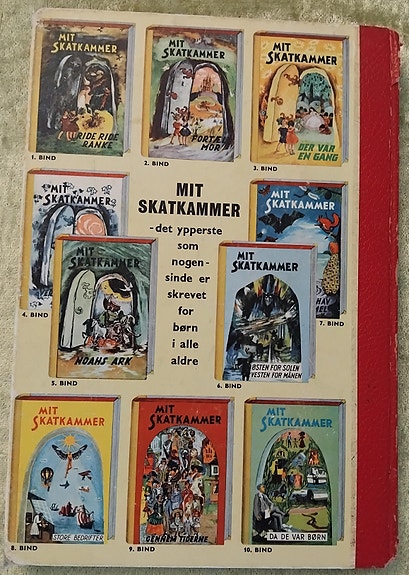 MIT
SKATKAMMER
RIDE RIDE
RANKE
1. BIND
MIT
SKATKAMMER
FORTÆL
MOR!
2. BIND
MIT
SKATKAMMER
DER VAR
EN GANG
3. BIND
MIT
SKATKAMMER
4. BIND
MIT
SKATKAMMER
NOAHS ARK
5. BIND
MIT
SKATKAMMER
- det ypperste
som
nogen-
sinde er
skrevet
for
børn
i alle
aldre
MIT
SKATKAMMER
ØSTEN FOR SOLEN
VESTEN FOR MÅNEN
6. BIND
MIT
SKATKAMMER
HAV
7. BIND
MIT
SKATKAMMER
STORE BEDRIFTER
8. BIND
MIT
SKATKAMMER
GENNEM TIDERNE
9. BIND
MIT
SKATKAMMER
DA DE VAR BØRN
10. BIND